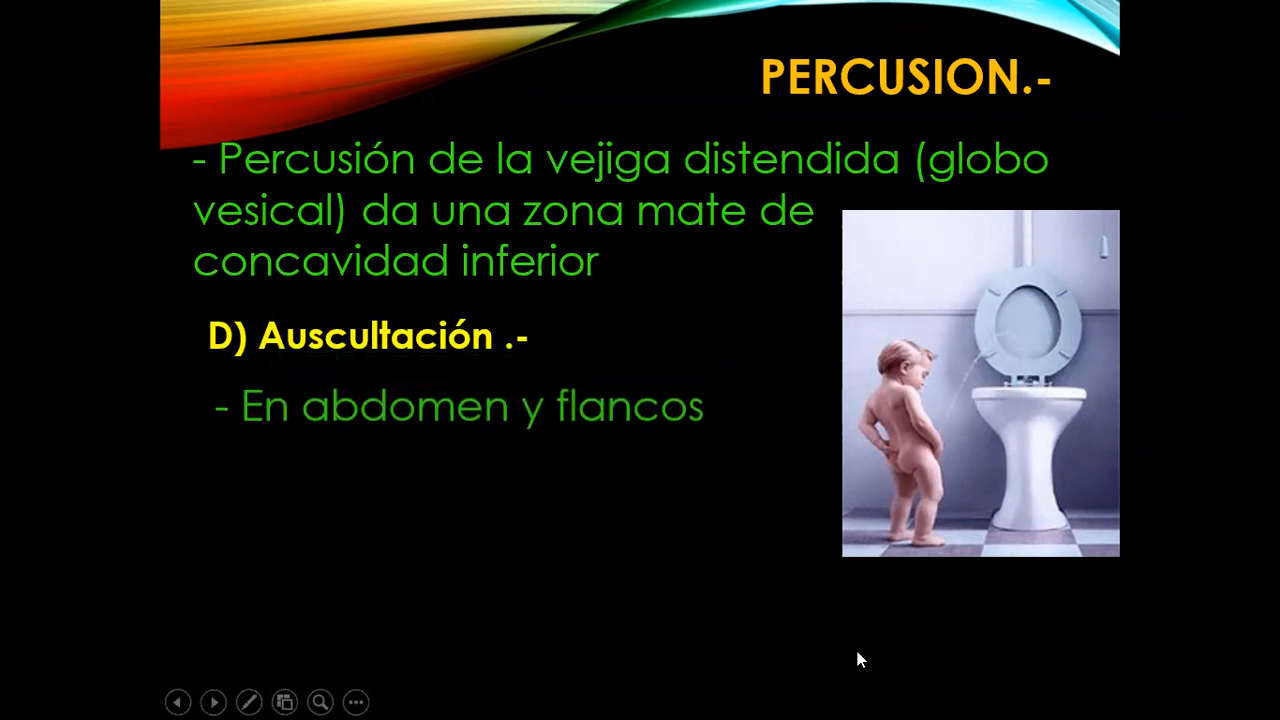 PERCUSION.-
- Percusión de la vejiga distendida (globo
vesical) da una zona mate de
concavidad inferior
D) Auscultación .-
- En abdomen y flancos